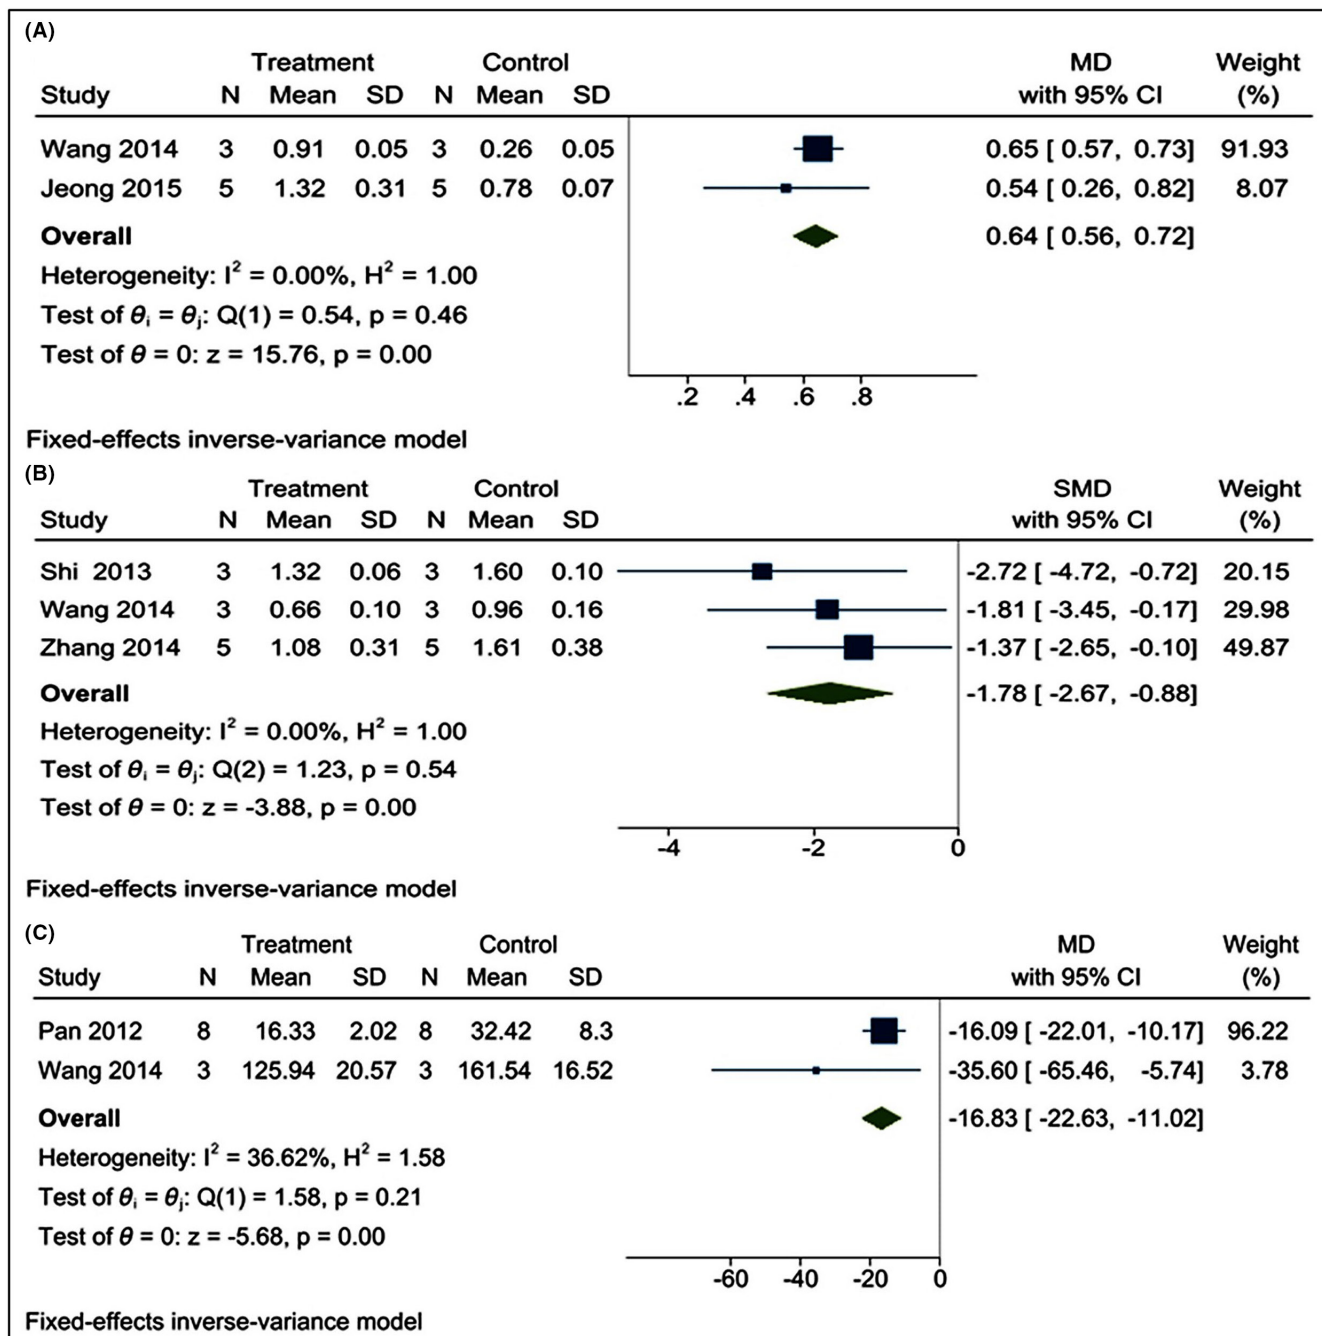 (A)
Treatment Control MD Weight
Study N Mean SD N Mean SD with 95% CI (%)
Wang 2014 3 0.91 0.05 3 0.26 0.05 0.65 [ 0.57, 0.73] 91.93
Jeong 2015 5 1.32 0.31 5 0.78 0.07 0.54 [ 0.26, 0.82] 8.07
Overall 0.64 [ 0.56, 0.72]
Heterogeneity: I² = 0.00%, H² = 1.00
Test of θᵢ = θⱼ: Q(1) = 0.54, p = 0.46
Test of θ = 0: z = 15.76, p = 0.00
.2 .4 .6 .8
Fixed-effects inverse-variance model
(B)
Treatment Control SMD Weight
Study N Mean SD N Mean SD with 95% CI (%)
Shi 2013 3 1.32 0.06 3 1.60 0.10 -2.72 [ -4.72, -0.72] 20.15
Wang 2014 3 0.66 0.10 3 0.96 0.16 -1.81 [ -3.45, -0.17] 29.98
Zhang 2014 5 1.08 0.31 5 1.61 0.38 -1.37 [ -2.65, -0.10] 49.87
Overall -1.78 [ -2.67, -0.88]
Heterogeneity: I² = 0.00%, H² = 1.00
Test of θᵢ = θⱼ: Q(2) = 1.23, p = 0.54
Test of θ = 0: z = -3.88, p = 0.00
-4 -2 0
Fixed-effects inverse-variance model
(C)
Treatment Control MD Weight
Study N Mean SD N Mean SD with 95% CI (%)
Pan 2012 8 16.33 2.02 8 32.42 8.3 -16.09 [ -22.01, -10.17] 96.22
Wang 2014 3 125.94 20.57 3 161.54 16.52 -35.60 [ -65.46, -5.74] 3.78
Overall -16.83 [ -22.63, -11.02]
Heterogeneity: I² = 36.62%, H² = 1.58
Test of θᵢ = θⱼ: Q(1) = 1.58, p = 0.21
Test of θ = 0: z = -5.68, p = 0.00
-60 -40 -20 0
Fixed-effects inverse-variance model